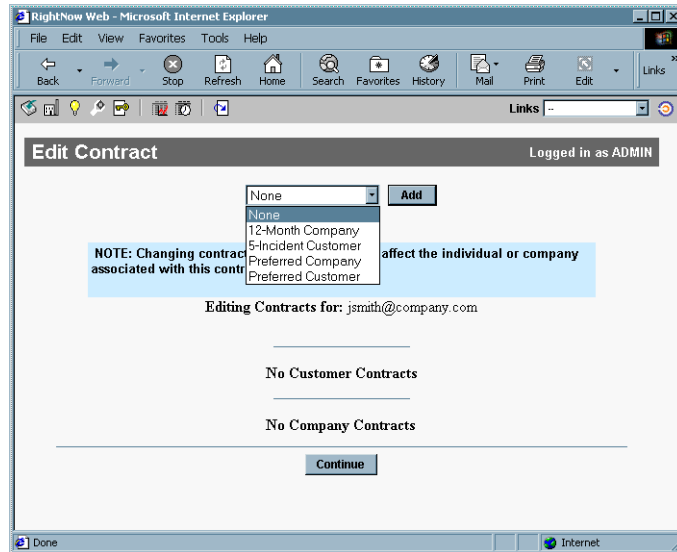 RightNow Web - Microsoft Internet Explorer
File Edit View Favorites Tools Help
Back Forward Stop Refresh Home Search Favorites History Mail Print Edit Links
Links --
Edit Contract Logged in as ADMIN
None Add
None
12-Month Company
5-Incident Customer
Preferred Company
Preferred Customer
NOTE: Changing contrac affect the individual or company
associated with this contr
Editing Contracts for: jsmith@company.com
No Customer Contracts
No Company Contracts
Continue
Done Internet